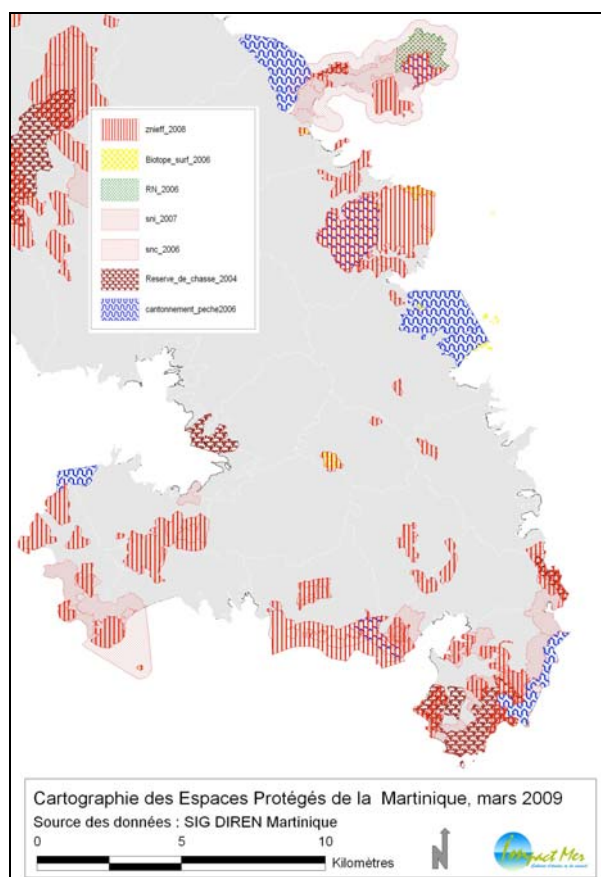 znieff_2008
Biotope_surf_2006
RN_2006
sni_2007
snc_2006
Reserve_de_chasse_2004
cantonnement_peche2006
Cartographie des Espaces Protégés de la Martinique, mars 2009
Source des données : SIG DIREN Martinique
0 5 10
Kilomètres
N
Impact Mer